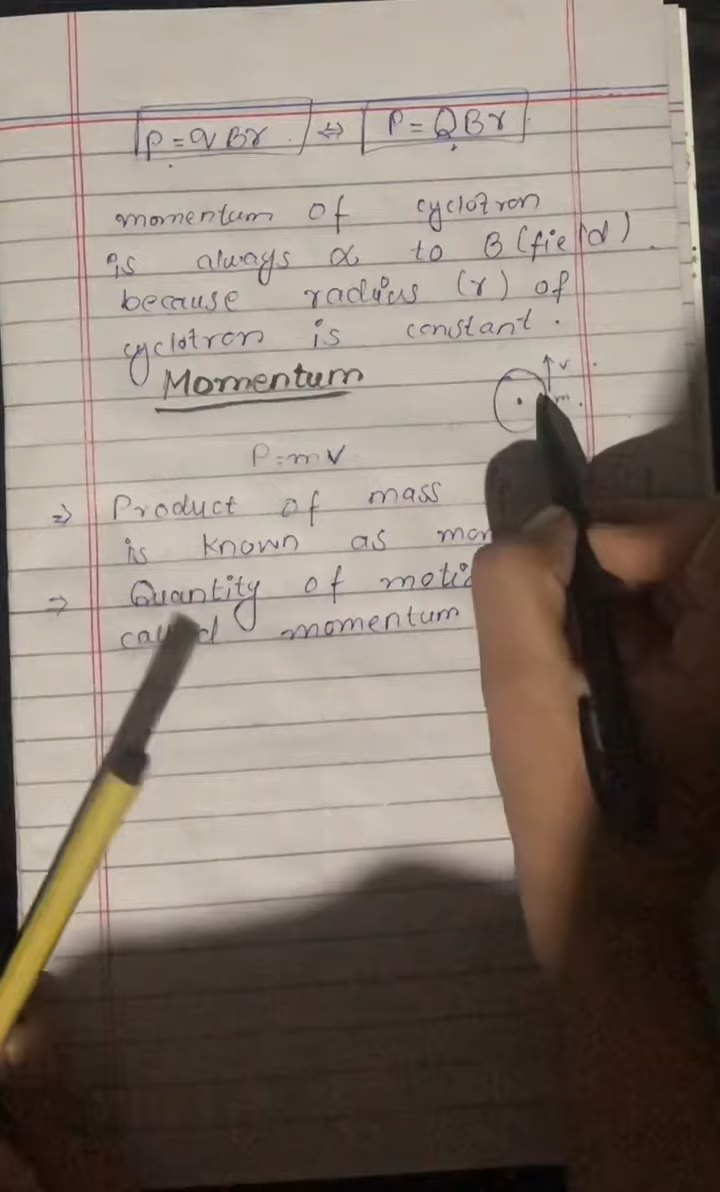 p = qBr ⇔ P = QBr
momentum of cyclotron
is always ∝ to B (field).
because radius (r) of
cyclotron is constant.
Momentum
v
m
P = mv
⇒ Product of mass
is known as
⇒ Quantity of
called momentum